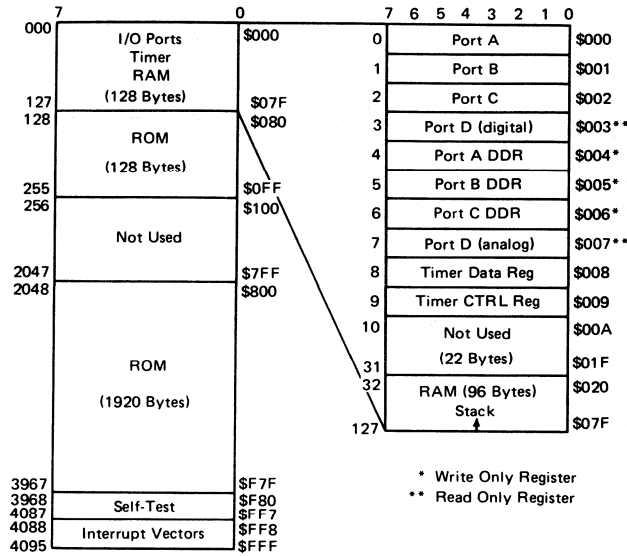 7 0
000 I/O Ports $000
Timer
RAM
127 (128 Bytes) $07F
128 $080
ROM
(128 Bytes)
255 $0FF
256 $100
Not Used
2047 $7FF
2048 $800
ROM
(1920 Bytes)
3967 $F7F
3968 Self-Test $F80
4087 $FF7
4088 Interrupt Vectors $FF8
4095 $FFF
7 6 5 4 3 2 1 0
0 Port A $000
1 Port B $001
2 Port C $002
3 Port D (digital) $003**
4 Port A DDR $004*
5 Port B DDR $005*
6 Port C DDR $006*
7 Port D (analog) $007**
8 Timer Data Reg $008
9 Timer CTRL Reg $009
10 Not Used $00A
31 (22 Bytes) $01F
32 RAM (96 Bytes) $020
Stack
127 $07F
* Write Only Register
** Read Only Register